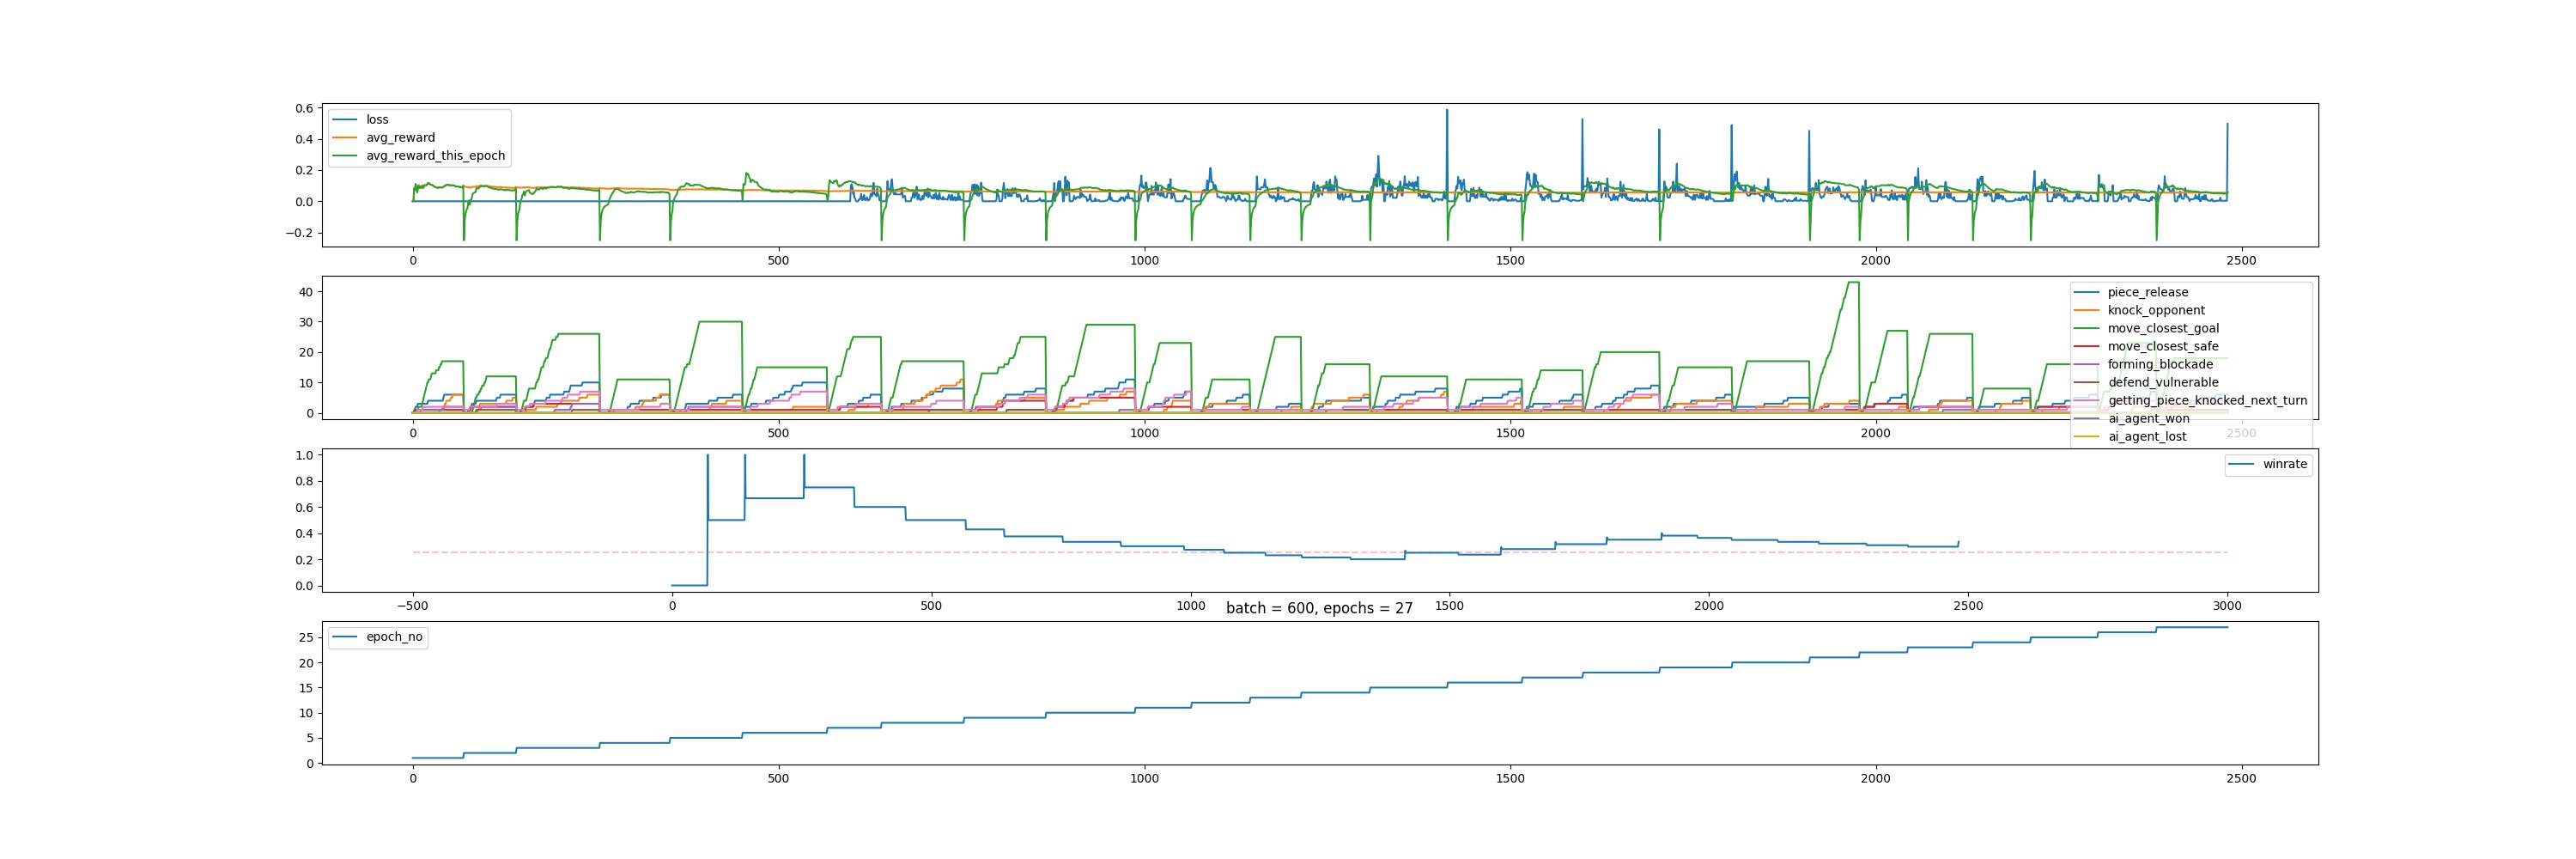 0.6
0.4
0.2
0.0
−0.2
loss
avg_reward
avg_reward_this_epoch
0 500 1000 1500 2000 2500
40
30
20
10
0
piece_release
knock_opponent
move_closest_goal
move_closest_safe
forming_blockade
defend_vulnerable
getting_piece_knocked_next_turn
ai_agent_won
ai_agent_lost
0 500 1000 1500 2000 2500
1.0
0.8
0.6
0.4
0.2
0.0
winrate
−500 0 500 1000 1500 2000 2500 3000
batch = 600, epochs = 27
25
20
15
10
5
0
epoch_no
0 500 1000 1500 2000 2500